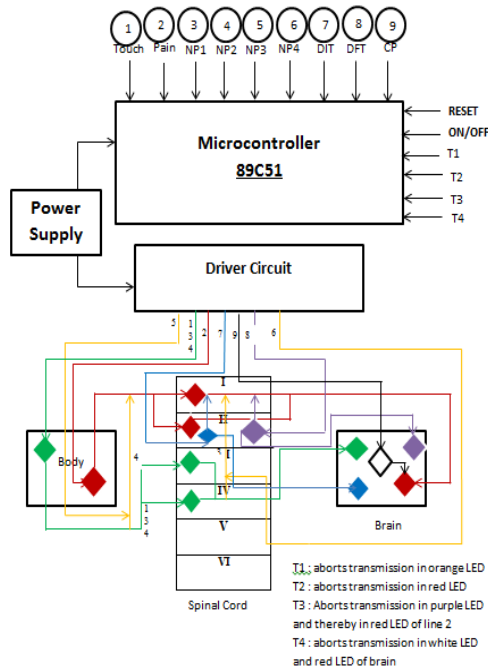 1 2 3 4 5 6 7 8 9
Touch Pain NP1 NP2 NP3 NP4 DIT DFT CP
Microcontroller
89C51
RESET
ON/OFF
T1
T2
T3
T4
Power
Supply
Driver Circuit
5 1 3 4 2 7 9 8 6
I
II
I
IV
V
VI
Body
4
1 3 4
Brain
Spinal Cord
T1 : aborts transmission in orange LED
T2 : aborts transmission in red LED
T3 : Aborts transmission in purple LED
and thereby in red LED of line 2
T4 : aborts transmission in white LED
and red LED of brain